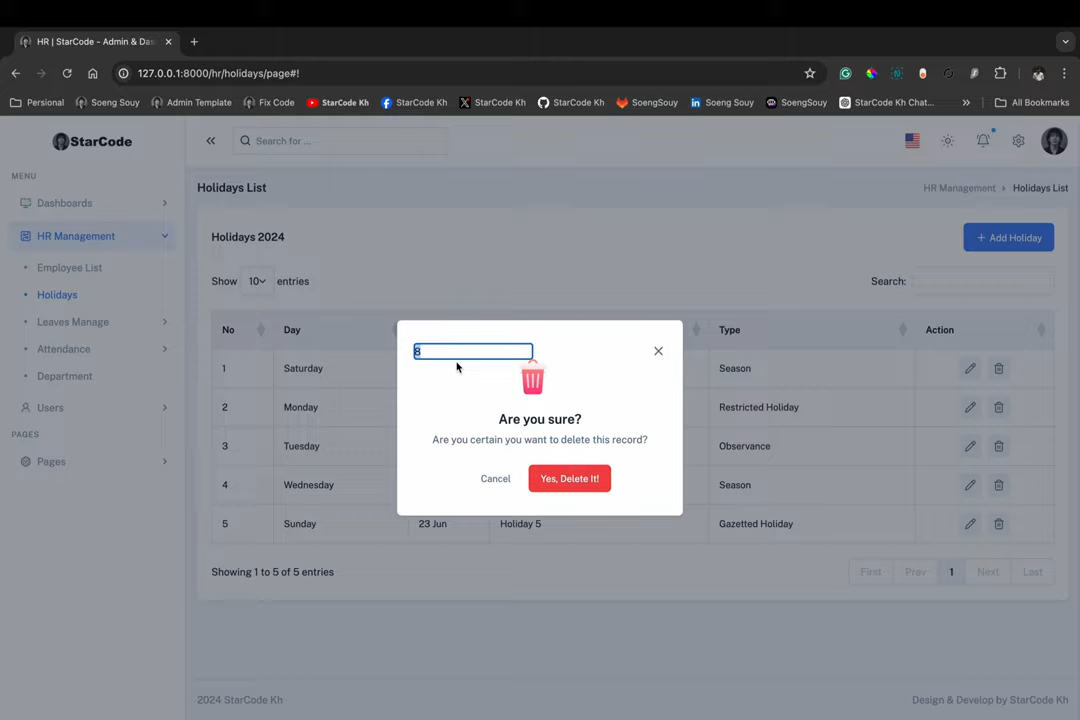 HR | StarCode - Admin & Das
127.0.0.1:8000/hr/holidays/page#!
Personal Soeng Souy Admin Template Fix Code StarCode Kh StarCode Kh StarCode Kh StarCode Kh SoengSouy Soeng Souy SoengSouy StarCode Kh Chat... » All Bookmarks
StarCode
Search for ...
MENU
Dashboards
HR Management
Employee List
Holidays
Leaves Manage
Attendance
Department
Users
PAGES
Pages
Holidays List
HR Management Holidays List
Holidays 2024
+ Add Holiday
Show 10 entries
Search:
No Day Type Action
1 Saturday Season
2 Monday Restricted Holiday
3 Tuesday Observance
4 Wednesday Season
5 Sunday 23 Jun Holiday 5 Gazetted Holiday
8
Are you sure?
Are you certain you want to delete this record?
Cancel Yes, Delete It!
Showing 1 to 5 of 5 entries
First Prev 1 Next Last
2024 StarCode Kh
Design & Develop by StarCode Kh